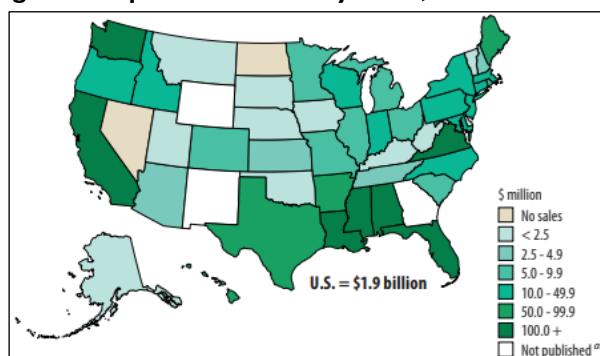 $ million
No sales
< 2.5
2.5 - 4.9
5.0 - 9.9
10.0 - 49.9
50.0 - 99.9
100.0 +
Not published a
U.S. = $1.9 billion